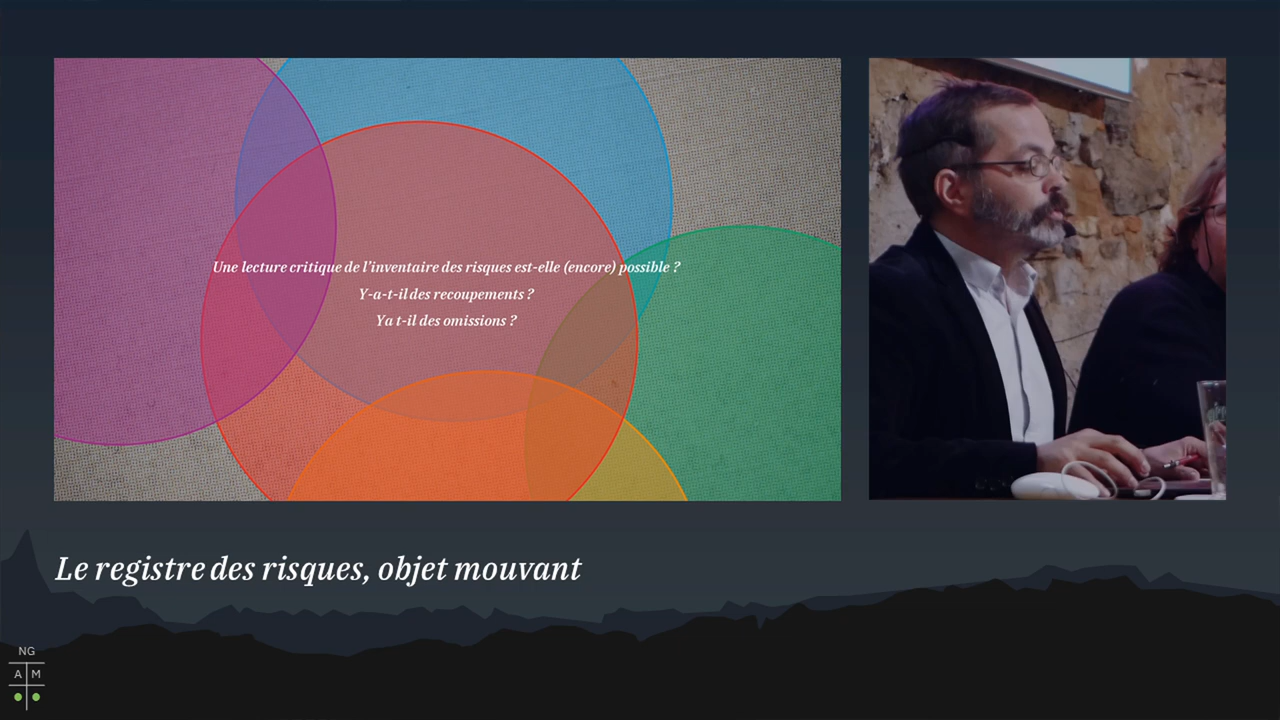 Une lecture critique de l'inventaire des risques est-elle (encore) possible ?
Y-a-t-il des recoupements ?
Ya t-il des omissions ?
Le registre des risques, objet mouvant
NG
A M